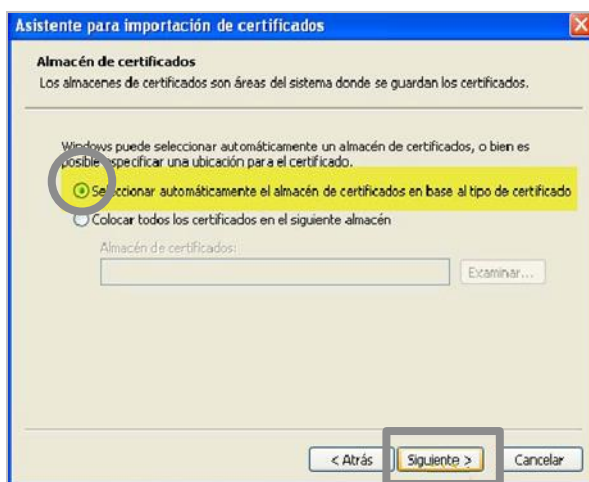 Asistente para importación de certificados
Almacén de certificados
Los almacenes de certificados son áreas del sistema donde se guardan los certificados.
Windows puede seleccionar automáticamente un almacén de certificados, o bien es
posible especificar una ubicación para el certificado.
Seleccionar automáticamente el almacén de certificados en base al tipo de certificado
Colocar todos los certificados en el siguiente almacén
Almacén de certificados:
Examinar...
< Atrás Siguiente > Cancelar